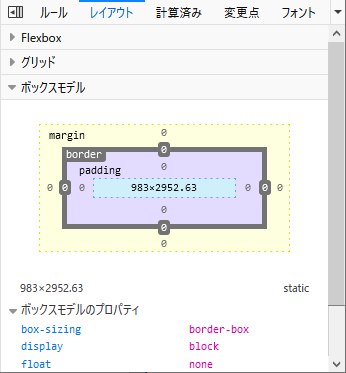 ルール レイアウト 計算済み 変更点 フォント
Flexbox
グリッド
ボックスモデル
margin 0
border 0
padding 0
0 0 0 983×2952.63 0 0 0
0
0
0
983×2952.63 static
ボックスモデルのプロパティ
box-sizing border-box
display block
float none